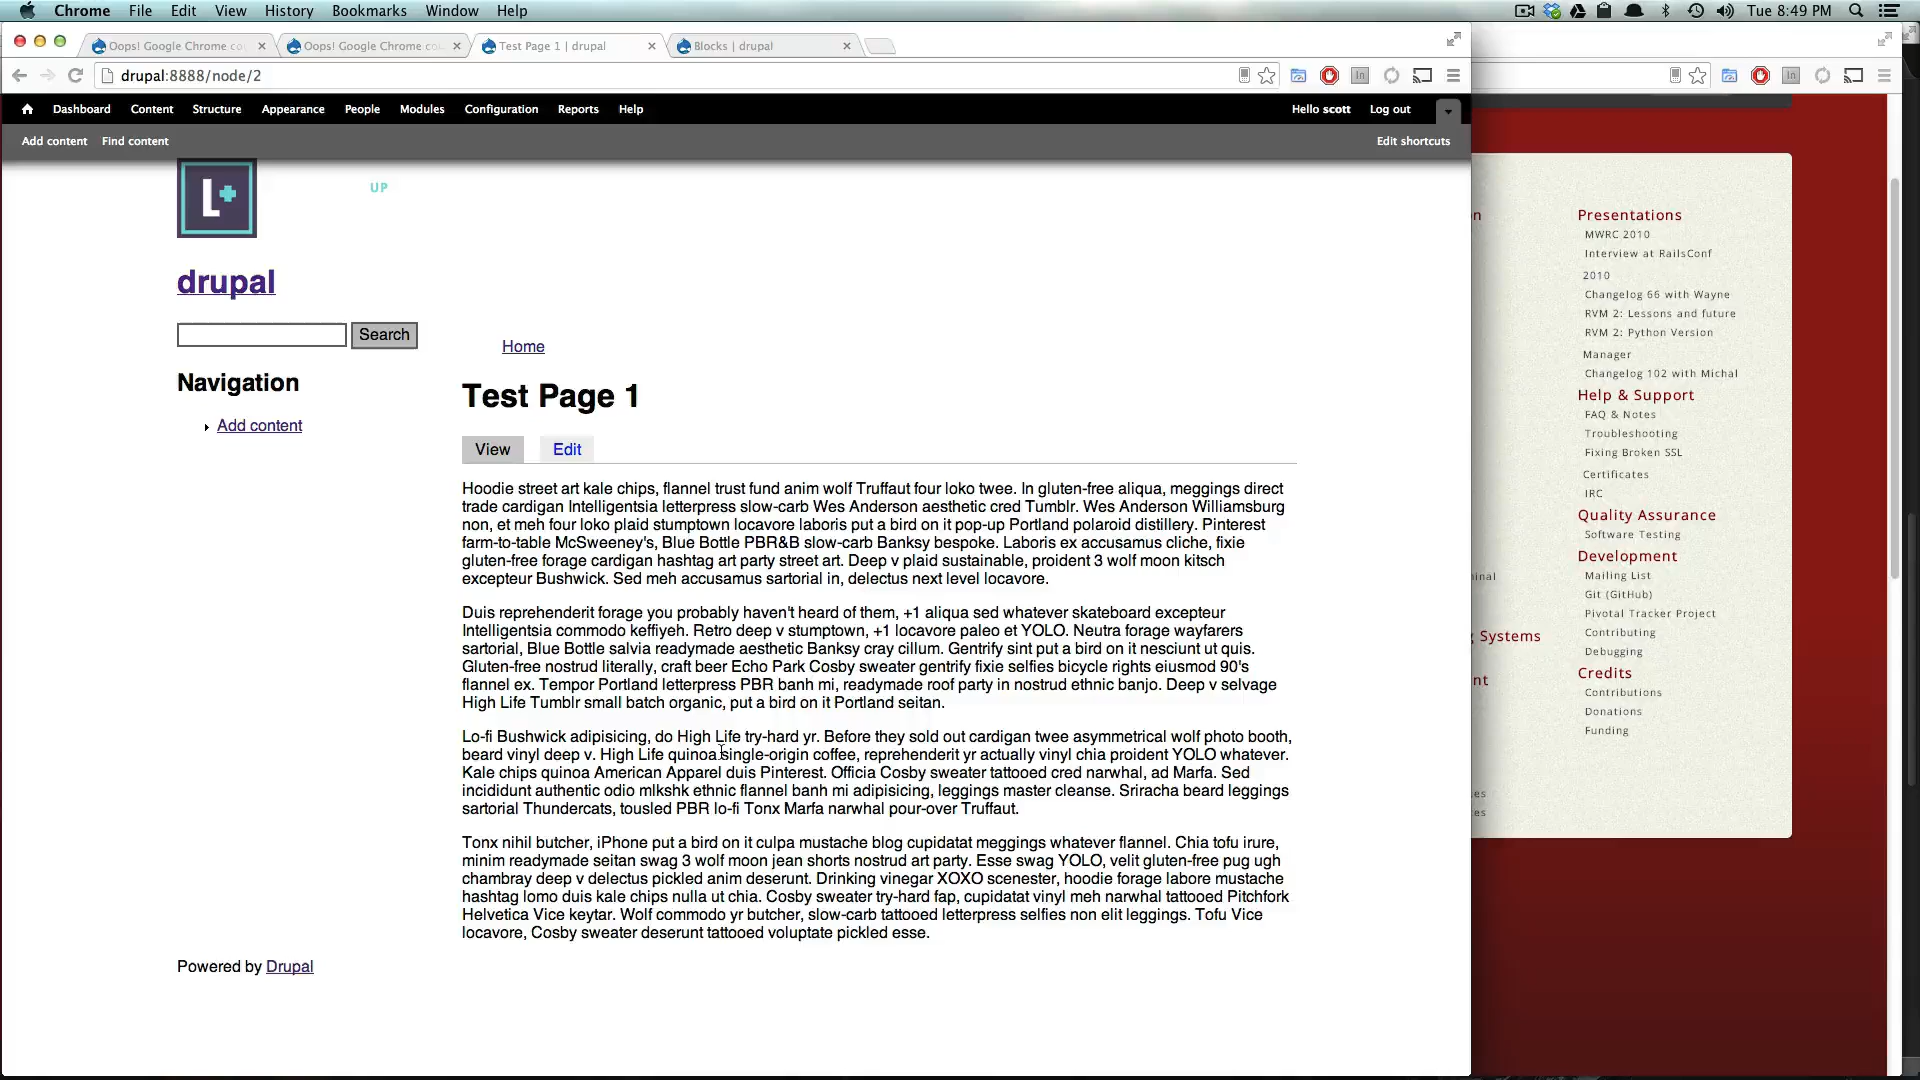 Chrome File Edit View History Bookmarks Window Help Tue 8:49 PM
Oops! Google Chrome co Oops! Google Chrome cou Test Page 1 | drupal Blocks | drupal
drupal:8888/node/2
Dashboard Content Structure Appearance People Modules Configuration Reports Help Hello scott Log out
Add content Find content Edit shortcuts
L+
UP
drupal
Search
Home
Navigation
Add content
Test Page 1
View Edit
Hoodie street art kale chips, flannel trust fund anim wolf Truffaut four loko twee. In gluten-free aliqua, meggings direct
trade cardigan Intelligentsia letterpress slow-carb Wes Anderson aesthetic cred Tumblr. Wes Anderson Williamsburg
non, et meh four loko plaid stumptown locavore laboris put a bird on it pop-up Portland polaroid distillery. Pinterest
farm-to-table McSweeney's, Blue Bottle PBR&B slow-carb Banksy bespoke. Laboris ex accusamus cliche, fixie
gluten-free forage cardigan hashtag art party street art. Deep v plaid sustainable, proident 3 wolf moon kitsch
excepteur Bushwick. Sed meh accusamus sartorial in, delectus next level locavore.
Duis reprehenderit forage you probably haven't heard of them, +1 aliqua sed whatever skateboard excepteur
Intelligentsia commodo keffiyeh. Retro deep v stumptown, +1 locavore paleo et YOLO. Neutra forage wayfarers
sartorial, Blue Bottle salvia readymade aesthetic Banksy cray cillum. Gentrify sint put a bird on it nesciunt ut quis.
Gluten-free nostrud literally, craft beer Echo Park Cosby sweater gentrify fixie selfies bicycle rights eiusmod 90's
flannel ex. Tempor Portland letterpress PBR banh mi, readymade roof party in nostrud ethnic banjo. Deep v selvage
High Life Tumblr small batch organic, put a bird on it Portland seitan.
Lo-fi Bushwick adipisicing, do High Life try-hard yr. Before they sold out cardigan twee asymmetrical wolf photo booth,
beard vinyl deep v. High Life quinoa single-origin coffee, reprehenderit yr actually vinyl chia proident YOLO whatever.
Kale chips quinoa American Apparel duis Pinterest. Officia Cosby sweater tattooed cred narwhal, ad Marfa. Sed
incididunt authentic odio mlkshk ethnic flannel banh mi adipisicing, leggings master cleanse. Sriracha beard leggings
sartorial Thundercats, tousled PBR lo-fi Tonx Marfa narwhal pour-over Truffaut.
Tonx nihil butcher, iPhone put a bird on it culpa mustache blog cupidatat meggings whatever flannel. Chia tofu irure,
minim readymade seitan swag 3 wolf moon jean shorts nostrud art party. Esse swag YOLO, velit gluten-free pug ugh
chambray deep v delectus pickled anim deserunt. Drinking vinegar XOXO scenester, hoodie forage labore mustache
hashtag lomo duis kale chips nulla ut chia. Cosby sweater try-hard fap, cupidatat vinyl meh narwhal tattooed Pitchfork
Helvetica Vice keytar. Wolf commodo yr butcher, slow-carb tattooed letterpress selfies non elit leggings. Tofu Vice
locavore, Cosby sweater deserunt tattooed voluptate pickled esse.
Powered by Drupal
Presentations
MWRC 2010
Interview at RailsConf
2010
Changelog 66 with Wayne
RVM 2: Lessons and future
RVM 2: Python Version
Manager
Changelog 102 with Michal
Help & Support
FAQ & Notes
Troubleshooting
Fixing Broken SSL
Certificates
IRC
Quality Assurance
Software Testing
Development
Mailing List
Git (GitHub)
Pivotal Tracker Project
Contributing
Debugging
Credits
Contributions
Donations
Funding
Systems